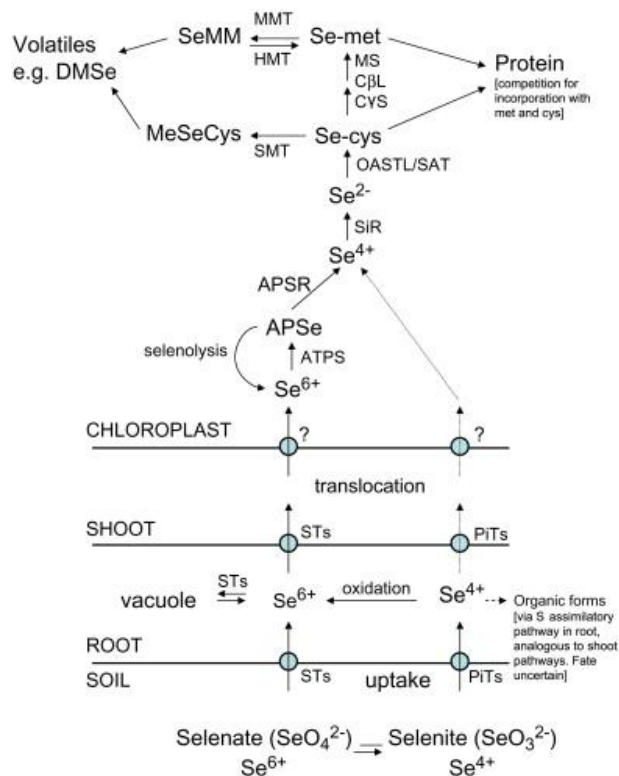 MMT
Volatiles
e.g. DMSe
SeMM
Se-met
HMT
MS
CβL
CγS
Protein
[competition for
incorporation with
met and cys]
MeSeCys
Se-cys
SMT
OASTL/SAT
Se²⁻
SiR
Se⁴⁺
APSR
APSe
selenolysis
ATPS
Se⁶⁺
CHLOROPLAST
?
?
translocation
SHOOT
STs
PiTs
STs
vacuole
Se⁶⁺
oxidation
Se⁴⁺
Organic forms
[via S assimilatory
pathway in root,
analogous to shoot
pathways. Fate
uncertain]
ROOT
SOIL
STs
uptake
PiTs
Selenate (SeO₄²⁻)
Selenite (SeO₃²⁻)
Se⁶⁺
Se⁴⁺